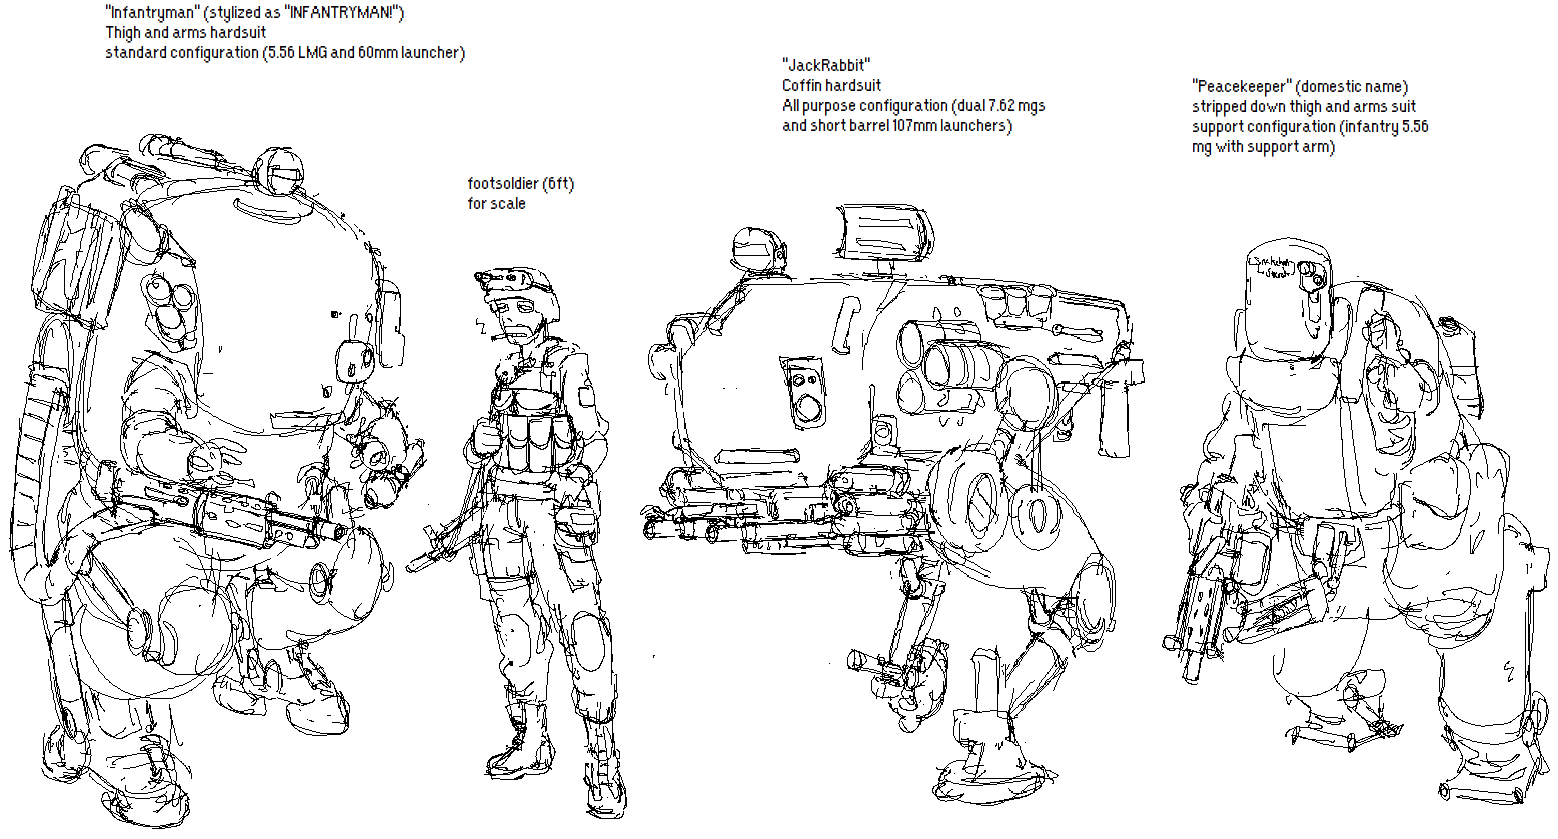 "Infantryman" (stylized as "INFANTRYMAN!")
Thigh and arms hardsuit
standard configuration (5.56 LMG and 60mm launcher)
footsoldier (6ft)
for scale
"JackRabbit"
Coffin hardsuit
All purpose configuration (dual 7.62 mgs
and short barrel 107mm launchers)
"Peacekeeper" (domestic name)
stripped down thigh and arms suit
support configuration (infantry 5.56
mg with support arm)